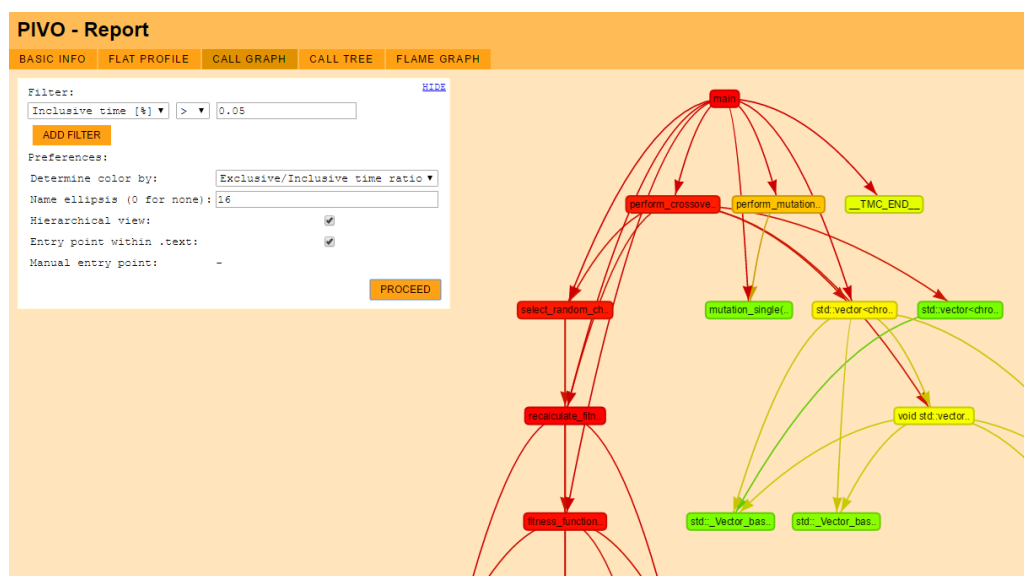 PIVO - Report
BASIC INFO FLAT PROFILE CALL GRAPH CALL TREE FLAME GRAPH
Filter: HIDE
Inclusive time [%] > 0.05
ADD FILTER
Preferences:
Determine color by: Exclusive/Inclusive time ratio
Name ellipsis (0 for none): 16
Hierarchical view:
Entry point within .text:
Manual entry point: -
PROCEED
main
perform_crossove.. perform_mutation.. __TMC_END__
select_random_ch.. mutation_single(.. std::vector<chro.. std::vector<chro..
recalculate_fitn.. void std::vector..
fitness_function.. std::_Vector_bas.. std::_Vector_bas..